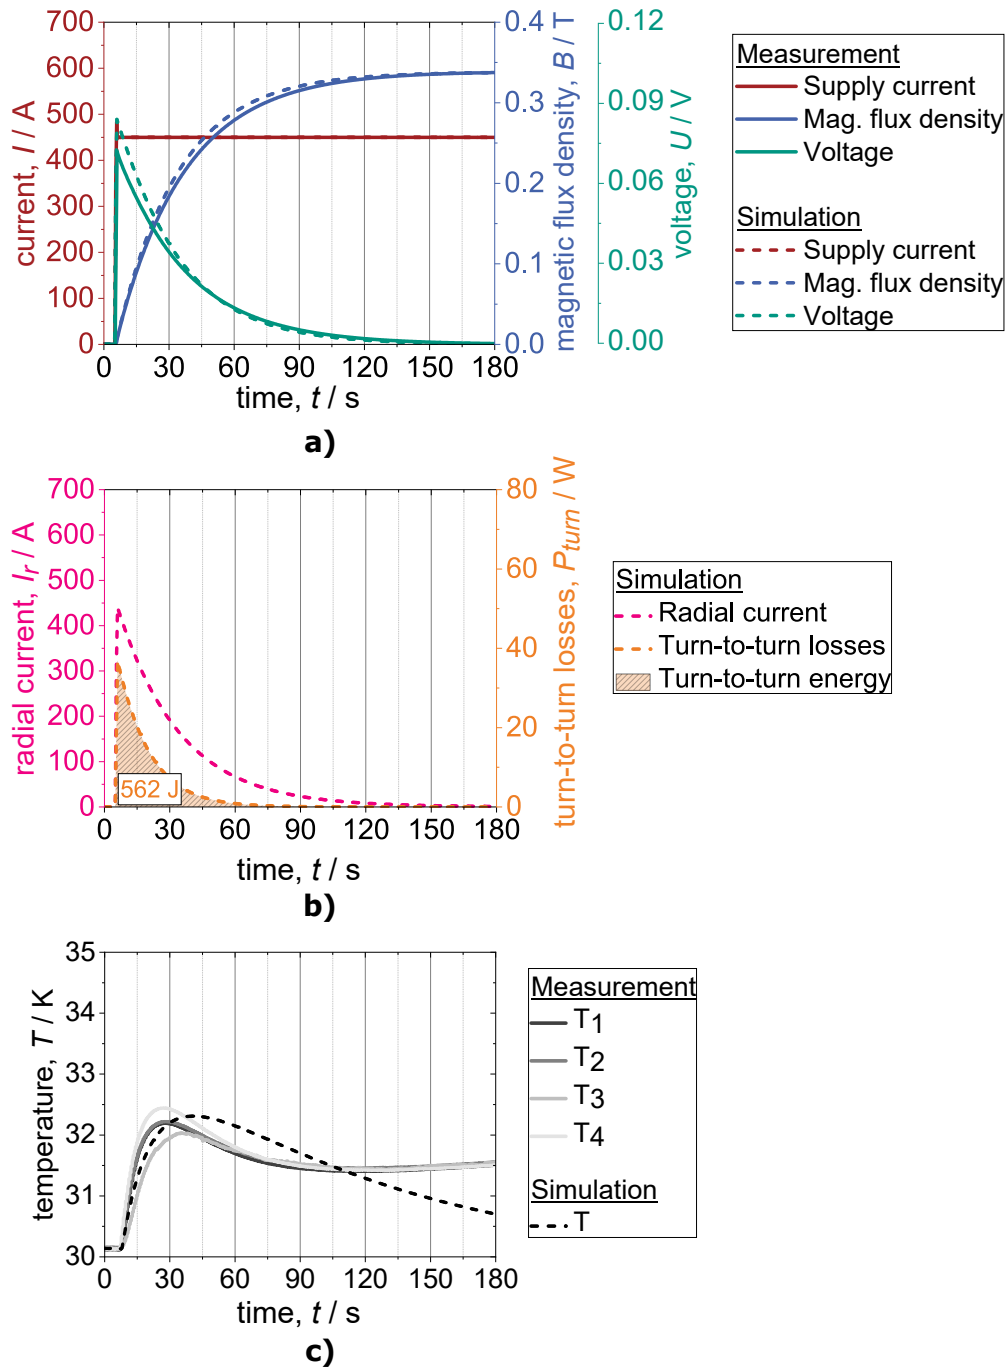 700
600
500
400
300
200
100
0
current, I / A
0.4
0.3
0.2
0.1
0.0
magnetic flux density, B / T
0.12
0.09
0.06
0.03
0.00
voltage, U / V
0 30 60 90 120 150 180
time, t / s
a)
Measurement
Supply current
Mag. flux density
Voltage
Simulation
Supply current
Mag. flux density
Voltage
700
600
500
400
300
200
100
0
radial current, Ir / A
80
60
40
20
0
turn-to-turn losses, Pturn / W
562 J
0 30 60 90 120 150 180
time, t / s
b)
Simulation
Radial current
Turn-to-turn losses
Turn-to-turn energy
35
34
33
32
31
30
temperature, T / K
0 30 60 90 120 150 180
time, t / s
c)
Measurement
T1
T2
T3
T4
Simulation
T